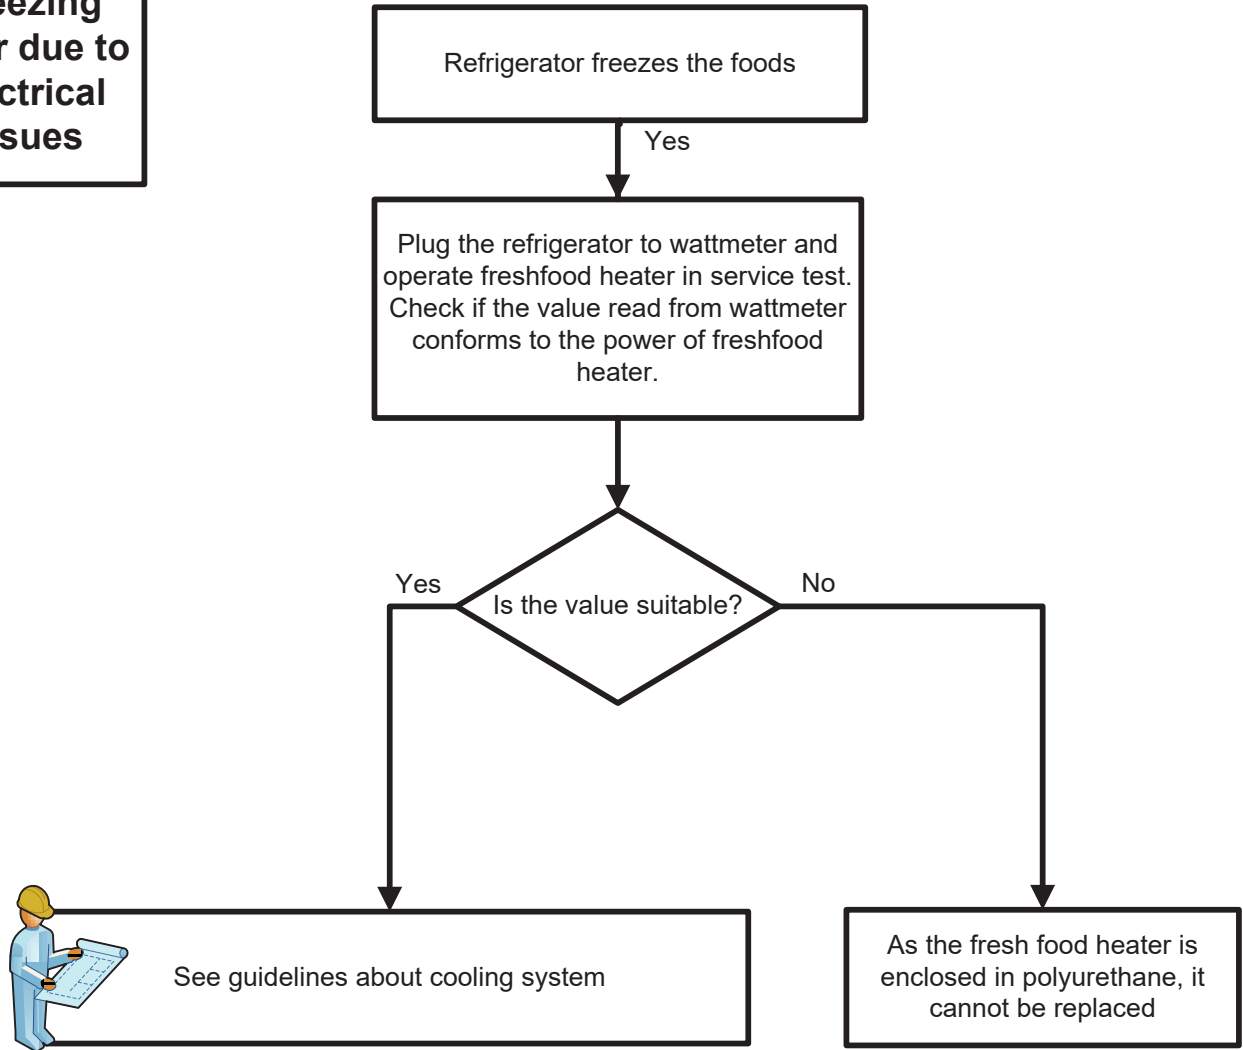 due to
Refrigerator freezes the foods
Yes
Plug the refrigerator to wattmeter and
operate freshfood heater in service test.
Check if the value read from wattmeter
conforms to the power of freshfood
heater.
Is the value suitable?
Yes
No
See guidelines about cooling system
As the fresh food heater is
enclosed in polyurethane, it
cannot be replaced